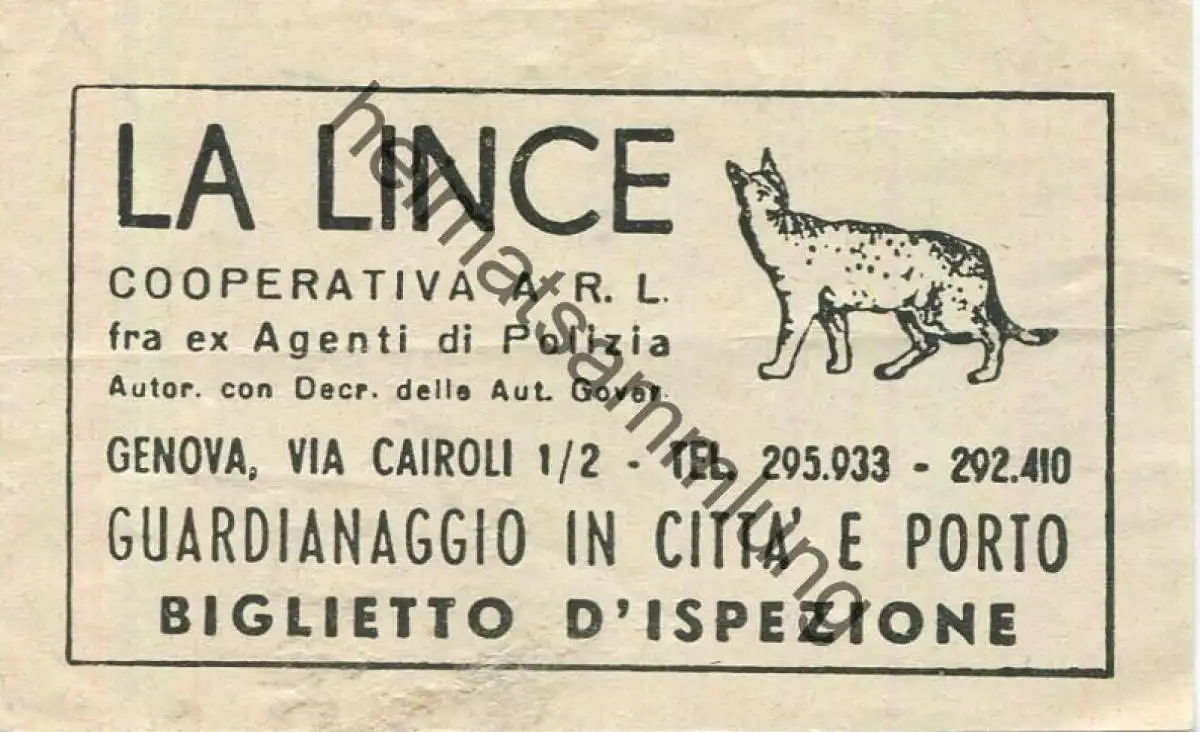 LA LINCE
COOPERATIVA A R. L.
fra ex Agenti di Polizia
Autor. con Decr. delle Aut. Gover.
GENOVA, VIA CAIROLI 1/2 - TEL. 295.933 - 292.410
GUARDIANAGGIO IN CITTA' E PORTO
BIGLIETTO D'ISPEZIONE
heimatsammlung